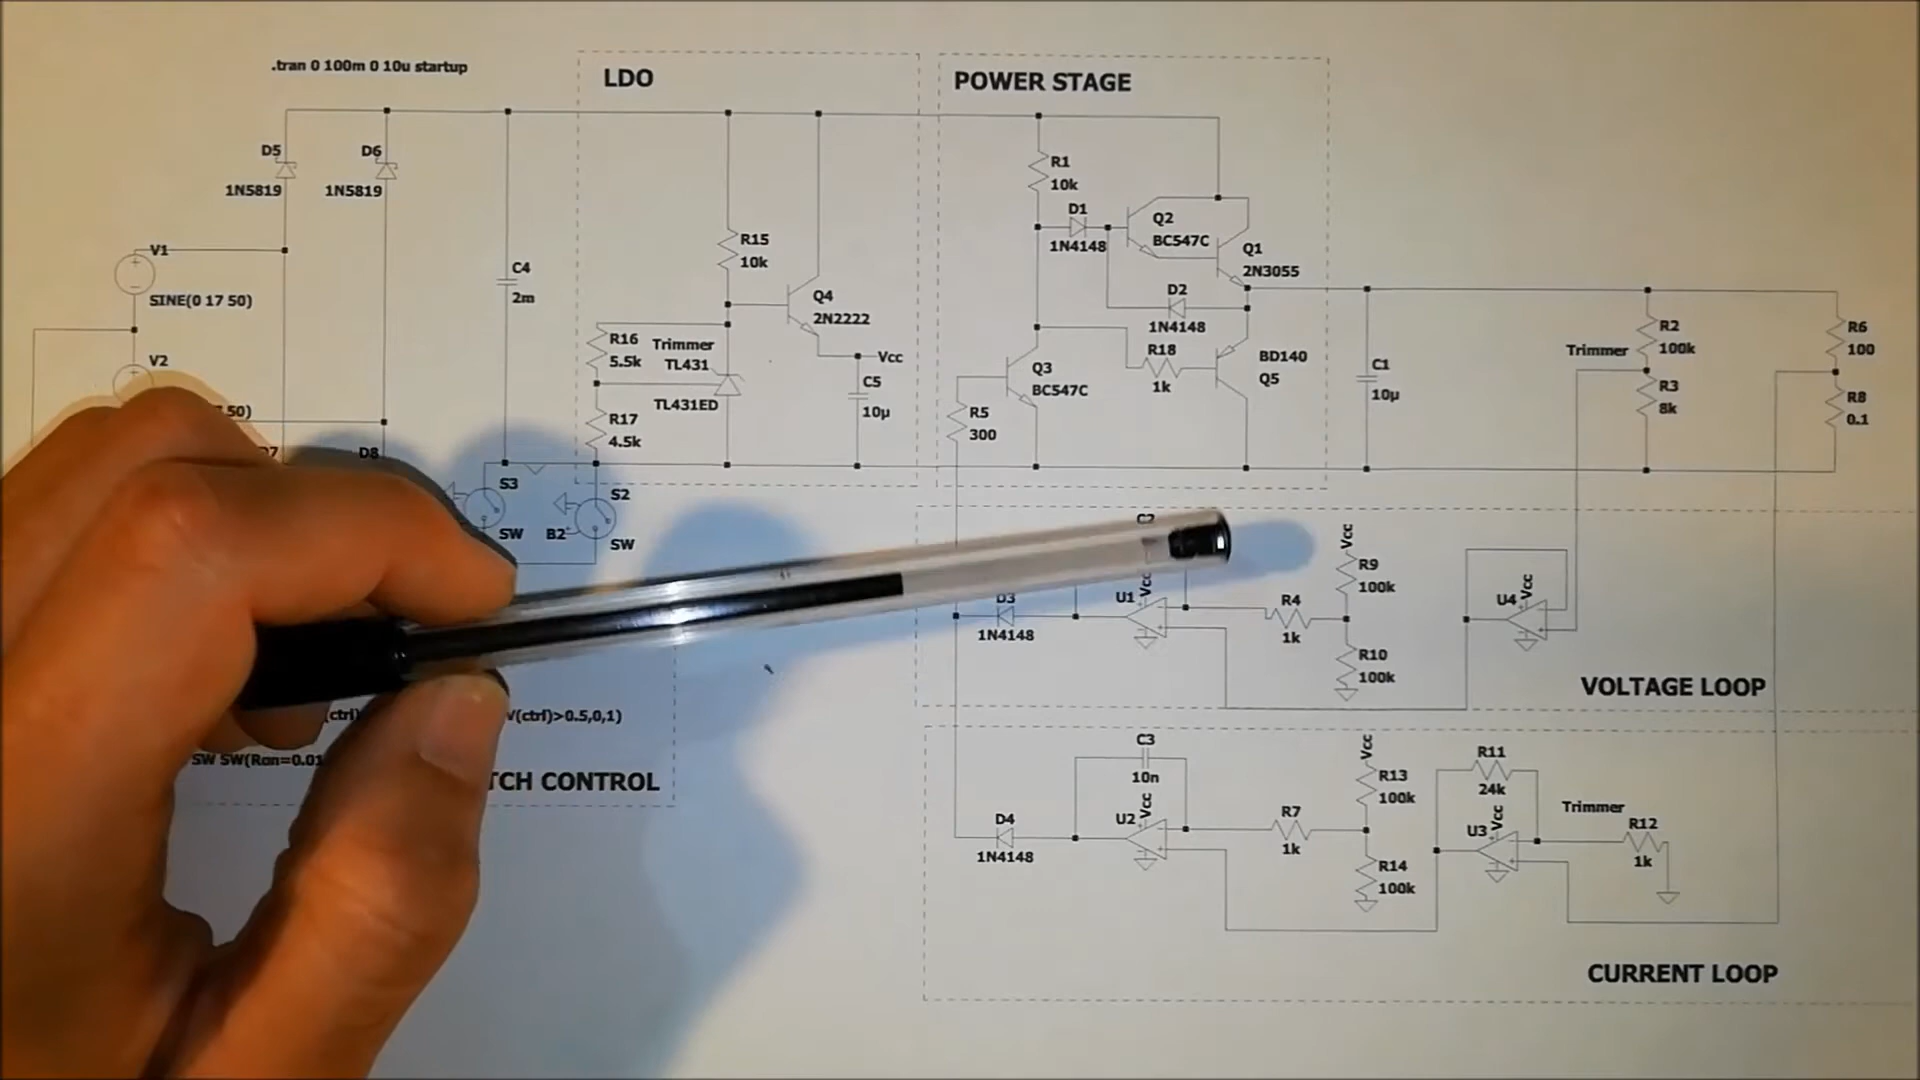 .tran 0 100m 0 10u startup
LDO
POWER STAGE
D5
1N5819
D6
1N5819
V1
SINE(0 17 50)
V2
50)
D8
C4
2m
R15
10k
Q4
2N2222
R16
5.5k
Trimmer
TL431
TL431ED
R17
4.5k
Vcc
C5
10µ
S3
SW
B2
S2
SW
R1
10k
D1
1N4148
Q2
BC547C
Q1
2N3055
D2
1N4148
R18
1k
BD140
Q5
Q3
BC547C
R5
300
C1
10µ
Trimmer
R2
100k
R3
8k
R6
100
R8
0.1
D3
1N4148
U1
Vcc
R4
1k
Vcc
R9
100k
R10
100k
U4
Vcc
VOLTAGE LOOP
(ctrl)
V(ctrl)>0.5,0,1)
SW SW(Ron=0.01
TCH CONTROL
C3
10n
D4
1N4148
U2
Vcc
R7
1k
Vcc
R13
100k
R14
100k
R11
24k
U3
Vcc
Trimmer
R12
1k
CURRENT LOOP